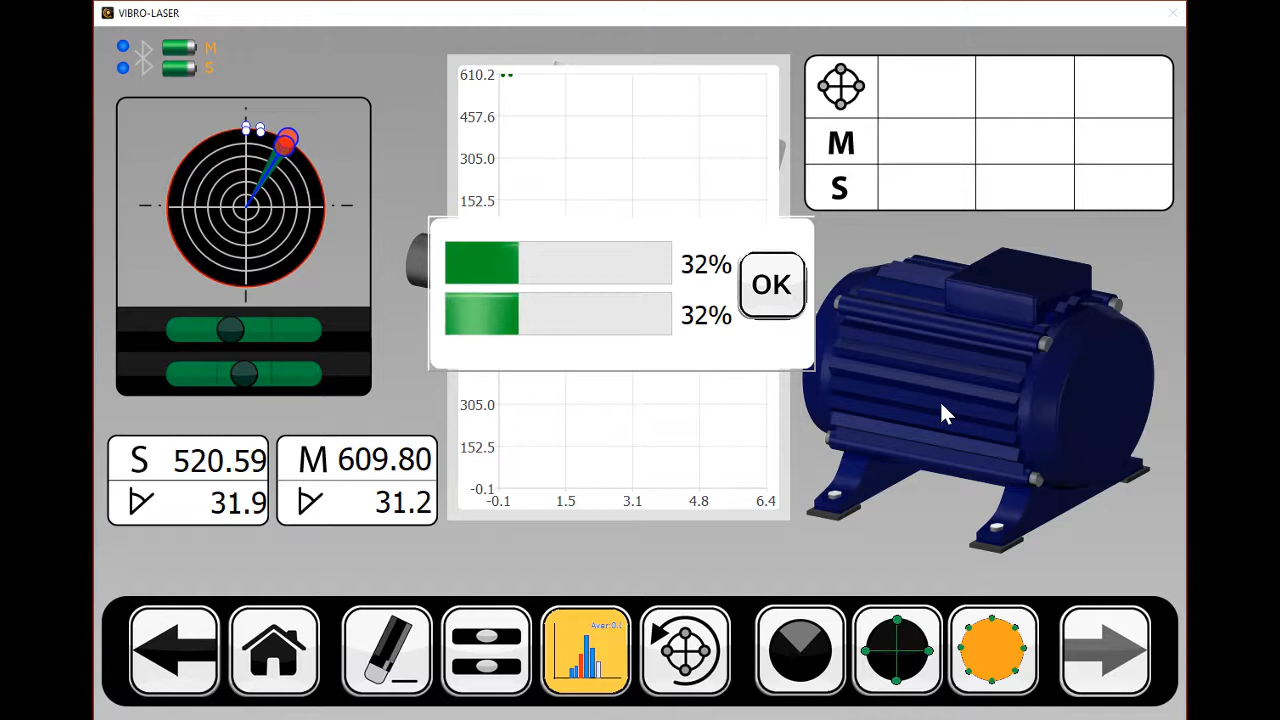 VIBRO-LASER
M
S
610.2
457.6
305.0
152.5
M
S
32%
OK
32%
305.0
152.5
-0.1
-0.1 1.5 3.1 4.8 6.4
S 520.59
31.9
M 609.80
31.2